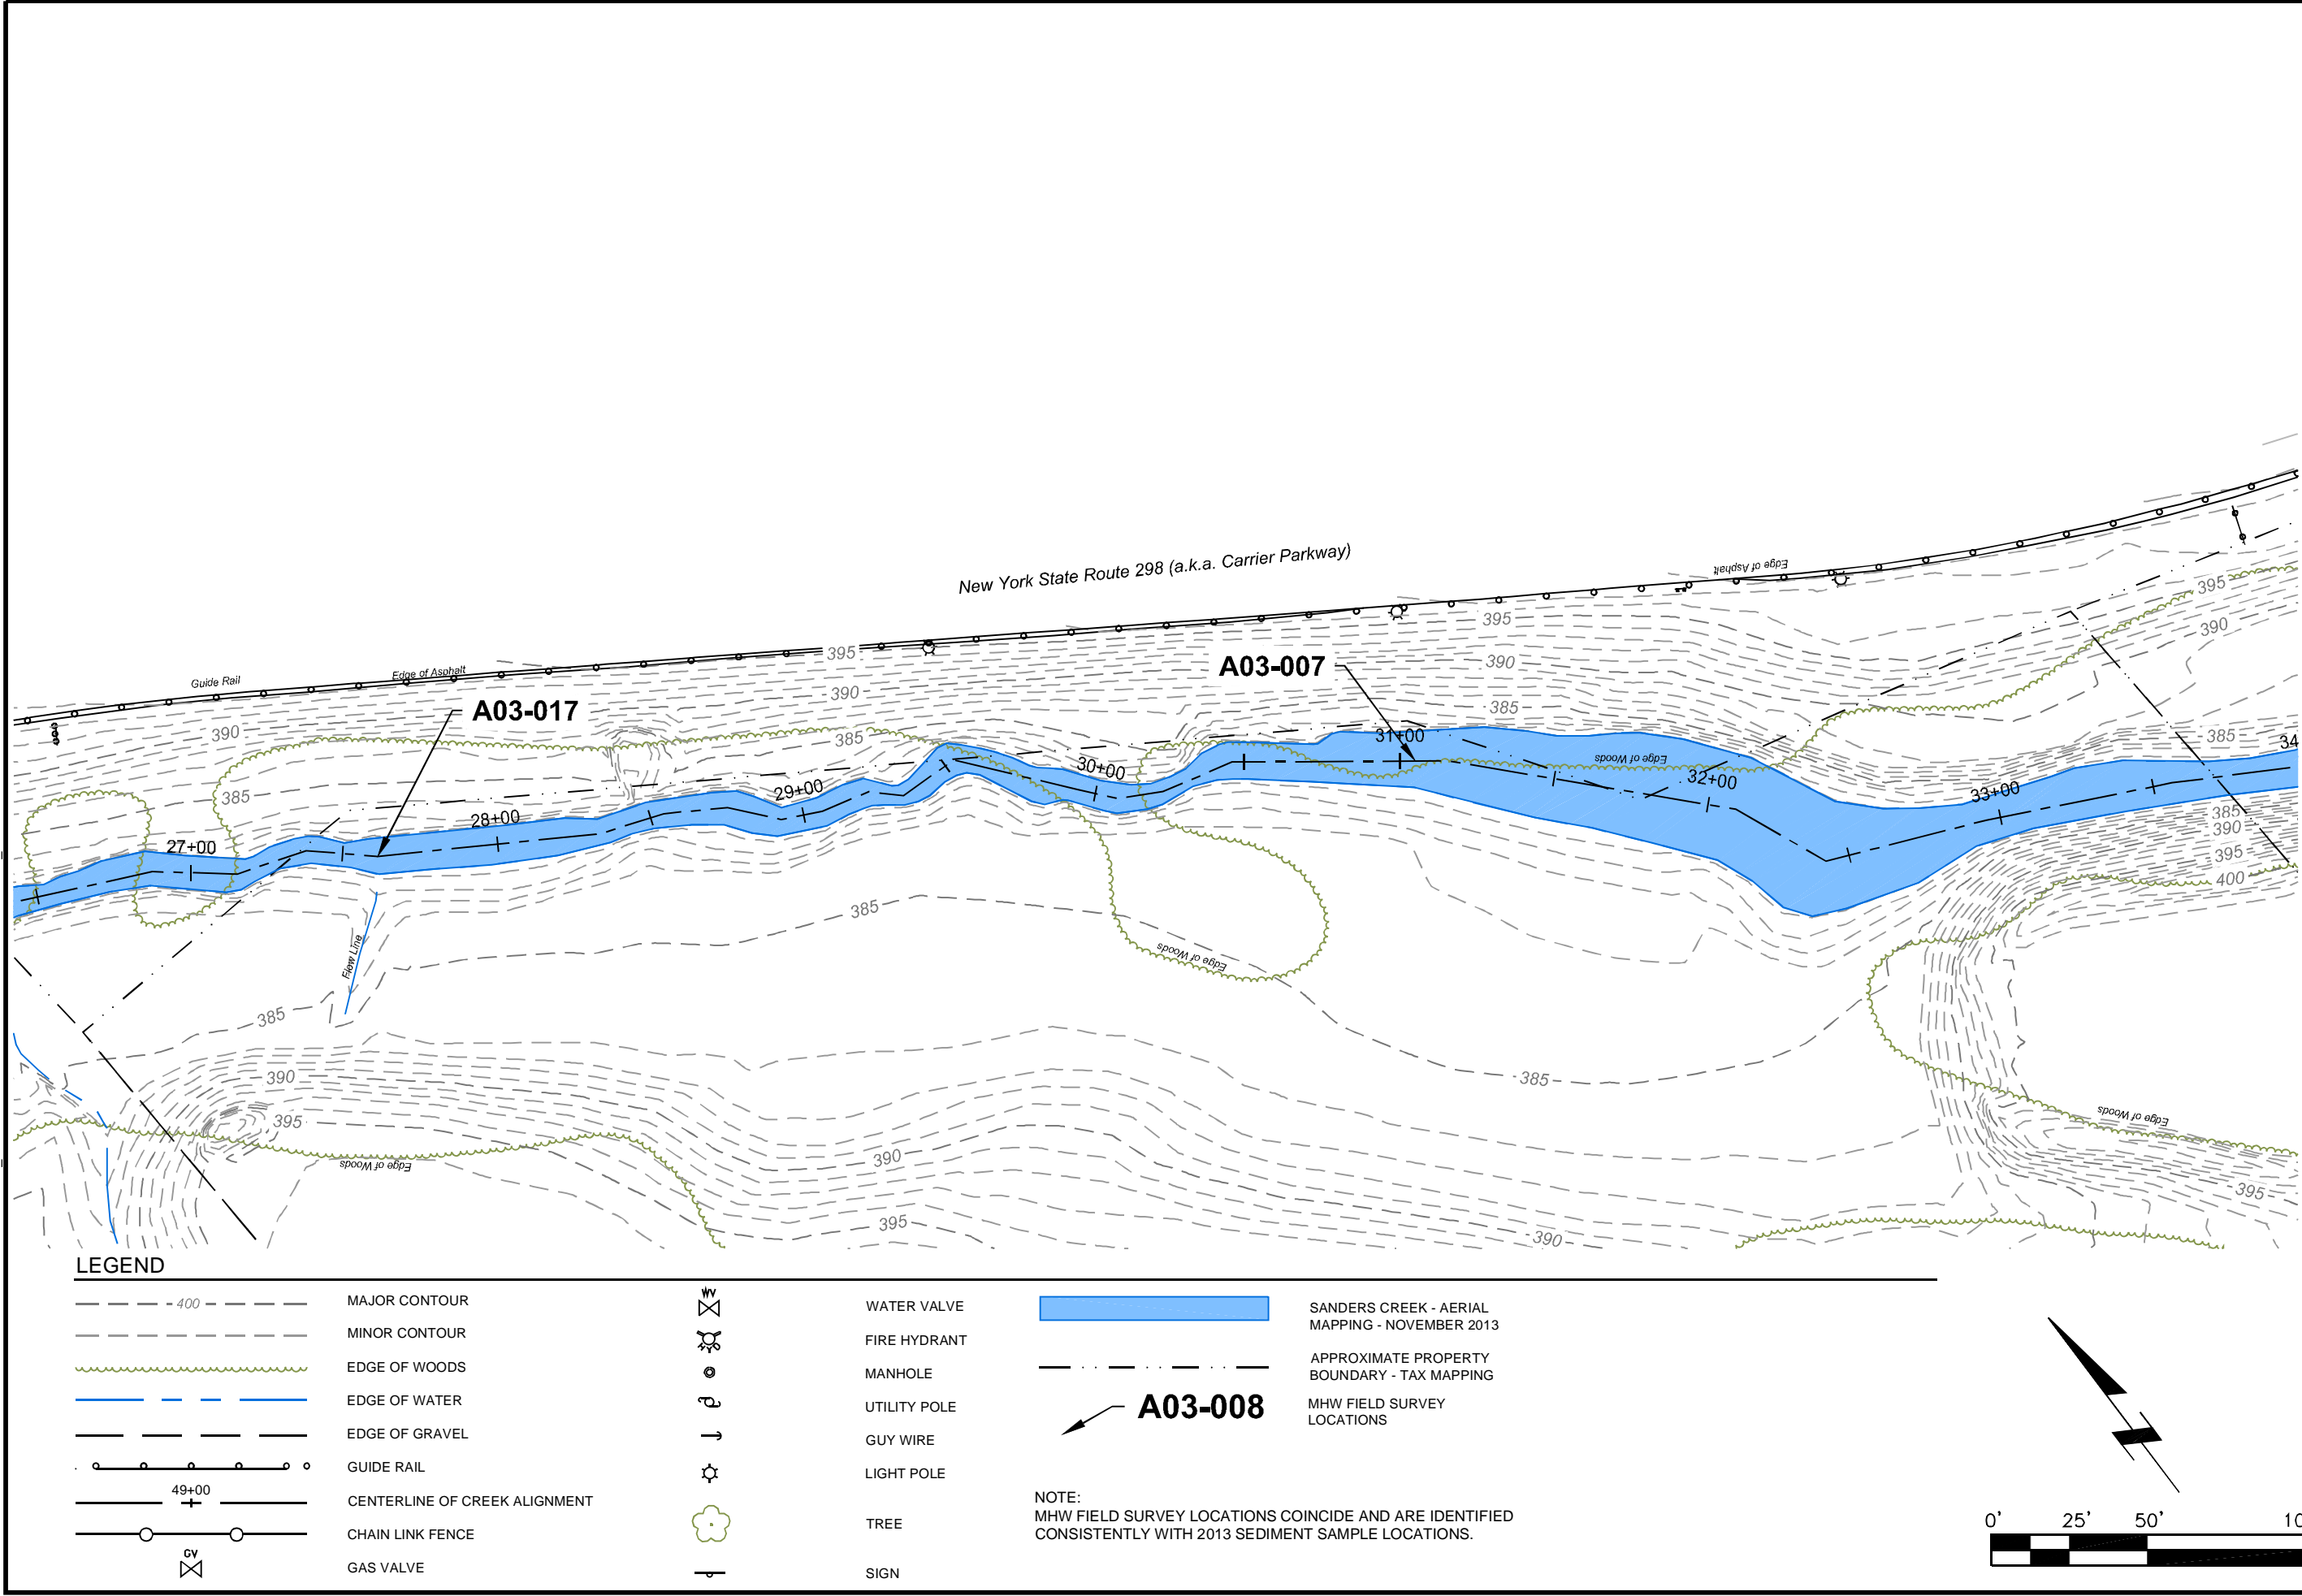 New York State Route 298 (a.k.a. Carrier Parkway)
Edge of Asphalt
395
390
395
395
390
A03-007
390
395
Edge of Asphalt
Guide Rail
A03-017
390
385
385
385
390
385
31+00
34
Edge of Woods
30+00
32+00
29+00
33+00
28+00
27+00
385
390
395
400
385
Edge of Woods
Flow Line
385
385
390
395
Edge of Woods
390
395
Edge of Woods
395
390
LEGEND
400
MAJOR CONTOUR
MINOR CONTOUR
EDGE OF WOODS
EDGE OF WATER
EDGE OF GRAVEL
GUIDE RAIL
49+00
CENTERLINE OF CREEK ALIGNMENT
CHAIN LINK FENCE
GV
GAS VALVE
WV
WATER VALVE
FIRE HYDRANT
MANHOLE
UTILITY POLE
GUY WIRE
LIGHT POLE
TREE
SIGN
SANDERS CREEK - AERIAL
MAPPING - NOVEMBER 2013
APPROXIMATE PROPERTY
BOUNDARY - TAX MAPPING
A03-008
MHW FIELD SURVEY
LOCATIONS
NOTE:
MHW FIELD SURVEY LOCATIONS COINCIDE AND ARE IDENTIFIED
CONSISTENTLY WITH 2013 SEDIMENT SAMPLE LOCATIONS.
0' 25' 50' 10